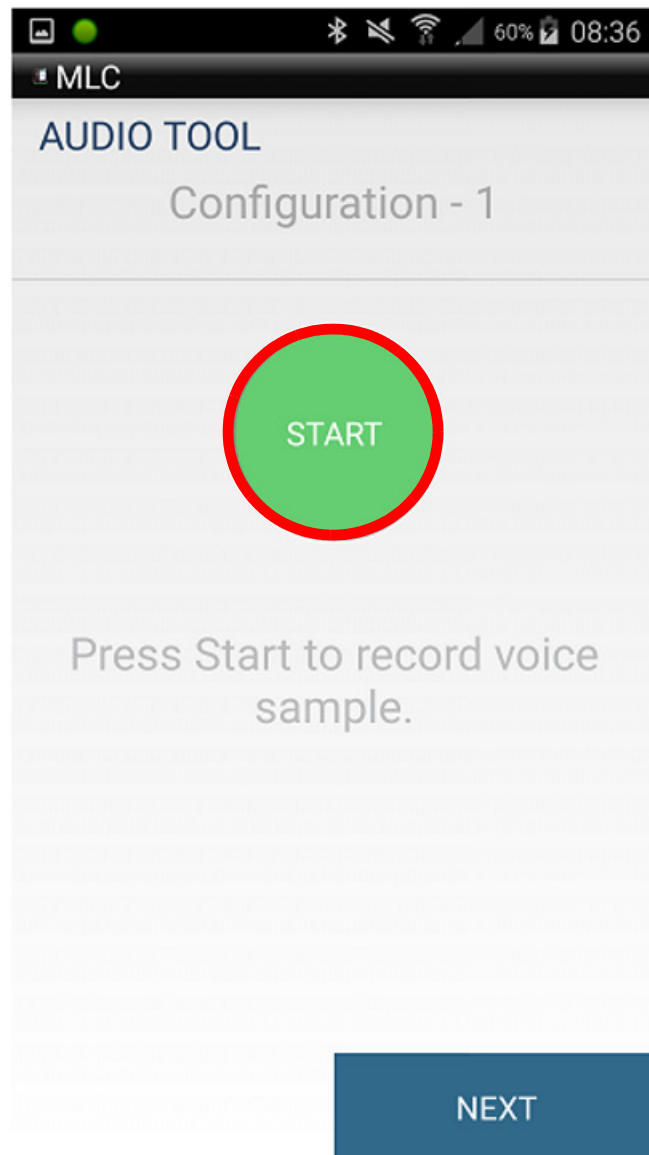 60% 08:36
MLC
AUDIO TOOL
Configuration - 1
START
Press Start to record voice
sample.
NEXT